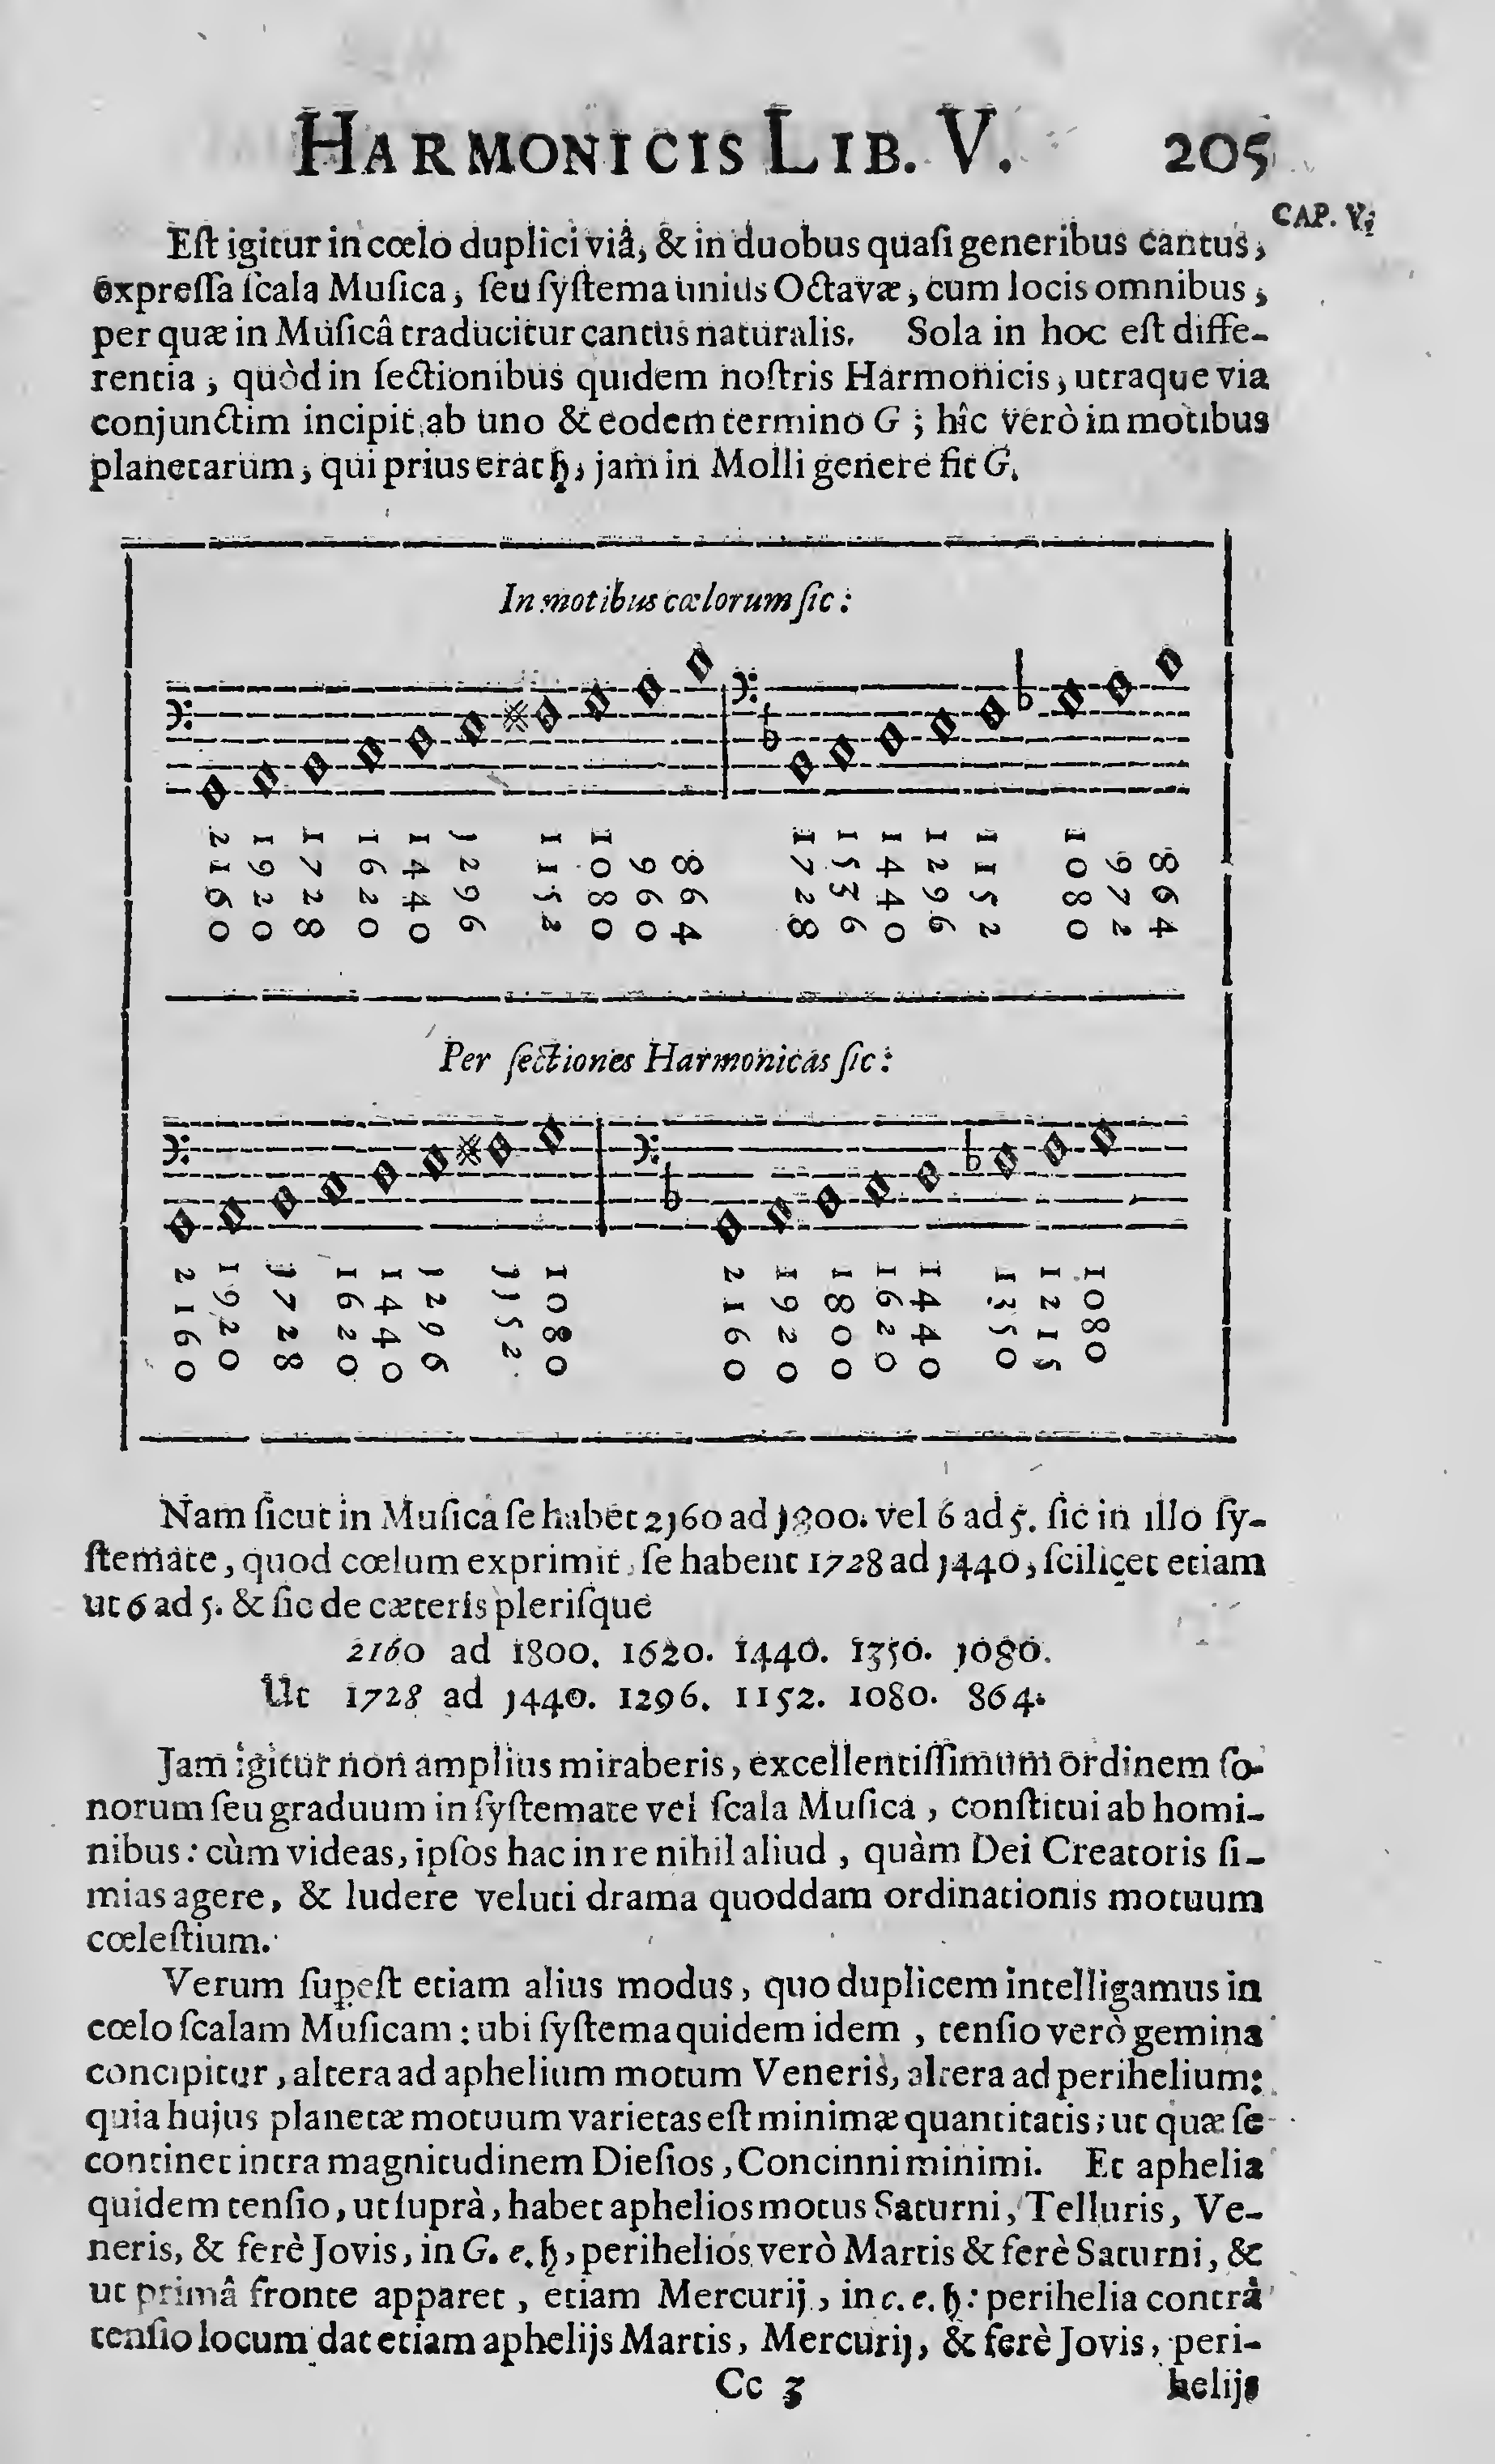 HARMONICIS LIB. V. 205
CAP. V.
Eſt igitur in cœlo duplici viâ, & in duobus quaſi generibus cantus,
expreſſa ſcala Muſica, ſeu ſyſtema unius Octavæ, cum locis omnibus,
per quæ in Muſicâ traducitur cantus naturalis. Sola in hoc eſt diffe-
rentia, quòd in ſectionibus quidem noſtris Harmonicis, utraque via
conjunctim incipit ab uno & eodem termino G; hîc verò in motibus
planetarum, qui prius erat ♮, jam in Molli genere fit G.
In motibus cœlorum ſic:
2160 1920 1728 1620 1440 1296 1152 1080 960 864 1728 1536 1440 1296 1152 1080 972 864
Per ſectiones Harmonicas ſic:
2160 1920 1728 1620 1440 1296 1152 1080 2160 1920 1800 1620 1440 1350 1215 1080
Nam ſicut in Muſica ſe habet 2160 ad 1800. vel 6 ad 5. ſic in illo ſy-
ſtemate, quod cœlum exprimit, ſe habent 1728 ad 1440, ſcilicet etiam
ut 6 ad 5. & ſic de cæteris pleriſque
2160 ad 1800. 1620. 1440. 1350. 1080.
Ut 1728 ad 1440. 1296. 1152. 1080. 864.
Jam igitur non amplius miraberis, excellentiſſimum ordinem ſo-
norum ſeu graduum in ſyſtemate vel ſcala Muſica, conſtitui ab homi-
nibus: cùm videas, ipſos hac in re nihil aliud, quàm Dei Creatoris ſi-
mias agere, & ludere veluti drama quoddam ordinationis motuum
cœleſtium.
Verum ſupeſt etiam alius modus, quo duplicem intelligamus in
cœlo ſcalam Muſicam: ubi ſyſtema quidem idem, tenſio verò gemina
concipitur, altera ad aphelium motum Veneris, altera ad perihelium:
quia hujus planetæ motuum varietas eſt minimæ quantitatis; ut quæ ſe
continet intra magnitudinem Dieſios, Concinni minimi. Et aphelia
quidem tenſio, ut ſuprà, habet aphelios motus Saturni, Telluris, Ve-
neris, & ferè Jovis, in G. e. ♮, perihelios verò Martis & ferè Saturni, &
ut primâ fronte apparet, etiam Mercurij, in c. e. ♮: perihelia contrà
tenſio locum dat etiam aphelijs Martis, Mercurij, & ferè Jovis, peri-
Cc 3 helijs